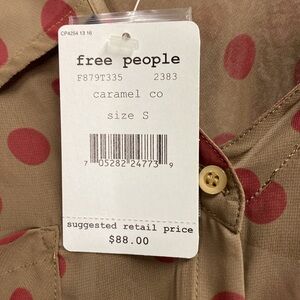 CP4254 13 16
free people
F879T335 2383
caramel co
size S
7 05282 24773 9
suggested retail price
$88.00